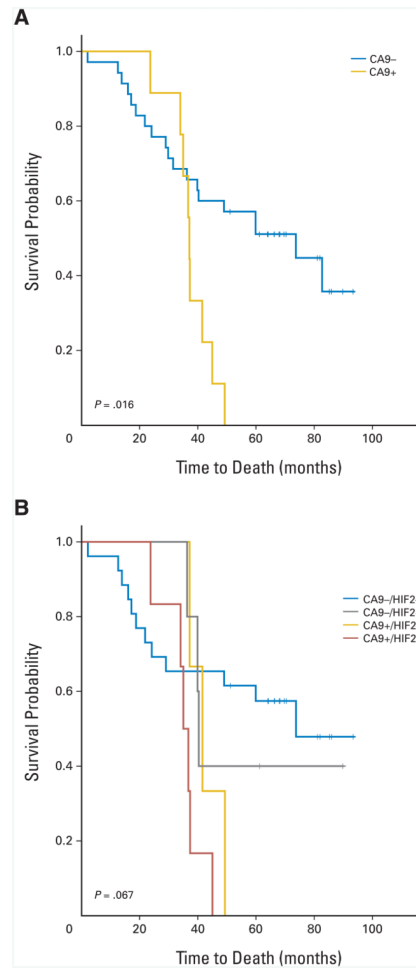 A
1.0
0.8
0.6
0.4
0.2
0
20
40
60
80
100
Survival Probability
Time to Death (months)
CA9–
CA9+
P = .016
B
1.0
0.8
0.6
0.4
0.2
0
20
40
60
80
100
Survival Probability
Time to Death (months)
CA9–/HIF2
CA9–/HIF2
CA9+/HIF2
CA9+/HIF2
P = .067